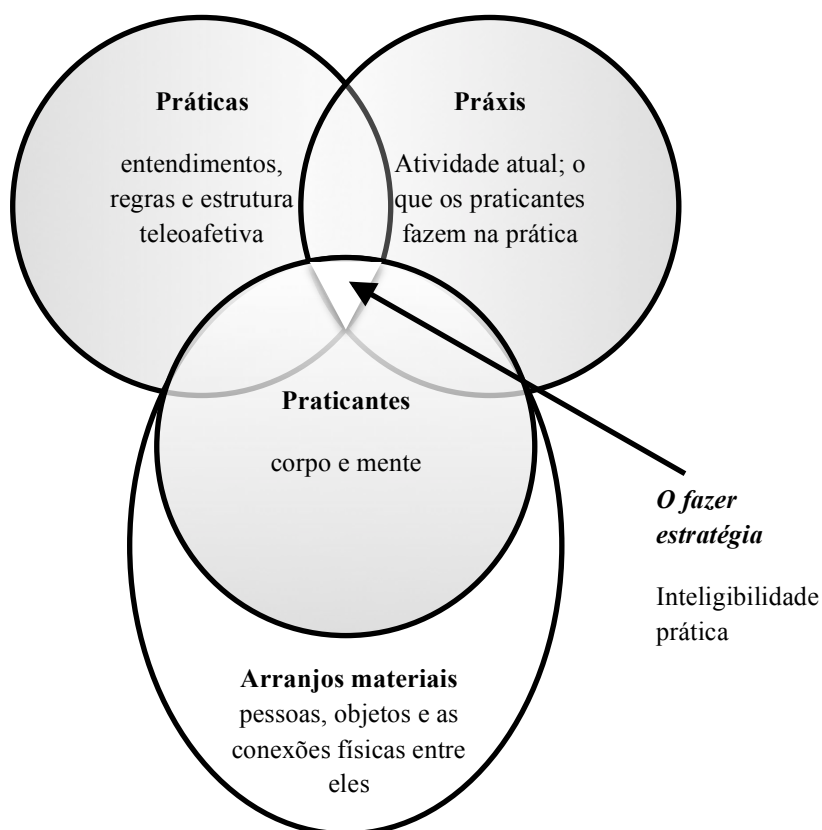 Práticas
entendimentos,
regras e estrutura
teleoafetiva
Práxis
Atividade atual; o
que os praticantes
fazem na prática
Praticantes
corpo e mente
O fazer
estratégia
Inteligibilidade
prática
Arranjos materiais
pessoas, objetos e as
conexões físicas entre
eles